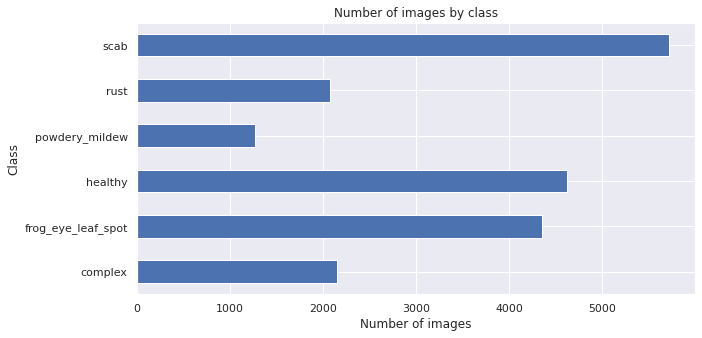 Number of images by class
Class
scab
rust
powdery_mildew
healthy
frog_eye_leaf_spot
complex
0 1000 2000 3000 4000 5000
Number of images